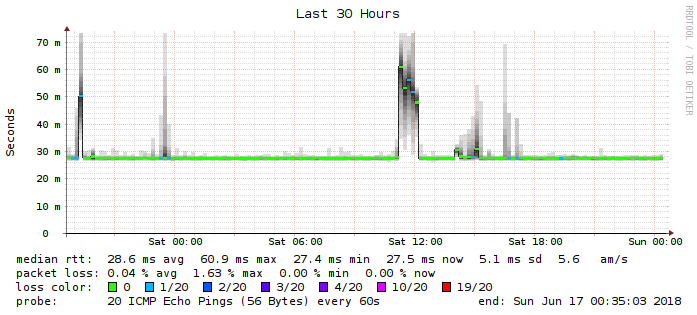 Last 30 Hours
RRDTOOL / TOBI OETIKER
Seconds
70 m
60 m
50 m
40 m
30 m
20 m
10 m
0
Sat 00:00 Sat 06:00 Sat 12:00 Sat 18:00 Sun 00:00
median rtt: 28.6 ms avg 60.9 ms max 27.4 ms min 27.5 ms now 5.1 ms sd 5.6 am/s
packet loss: 0.04 % avg 1.63 % max 0.00 % min 0.00 % now
loss color: 0 1/20 2/20 3/20 4/20 10/20 19/20
probe: 20 ICMP Echo Pings (56 Bytes) every 60s end: Sun Jun 17 00:35:03 2018